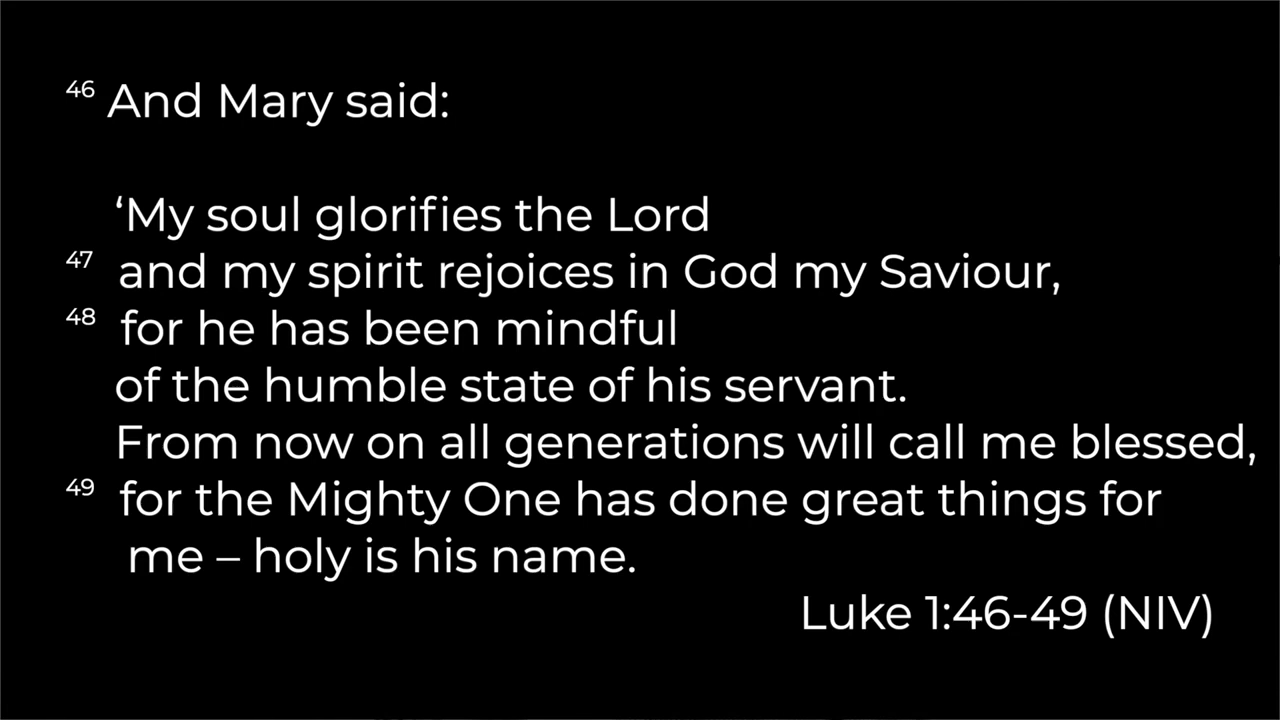 46 And Mary said:
‘My soul glorifies the Lord
47 and my spirit rejoices in God my Saviour,
48 for he has been mindful
of the humble state of his servant.
From now on all generations will call me blessed,
49 for the Mighty One has done great things for
me – holy is his name.
Luke 1:46-49 (NIV)